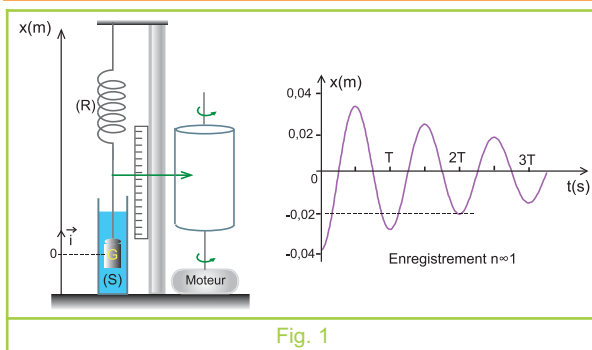 x(m)
(R)
i
0
G
(S)
Moteur
x(m)
0,04
0,02
0
-0.02
-0,04
T
2T
3T
t(s)
Enregistrement n∞1
Fig. 1